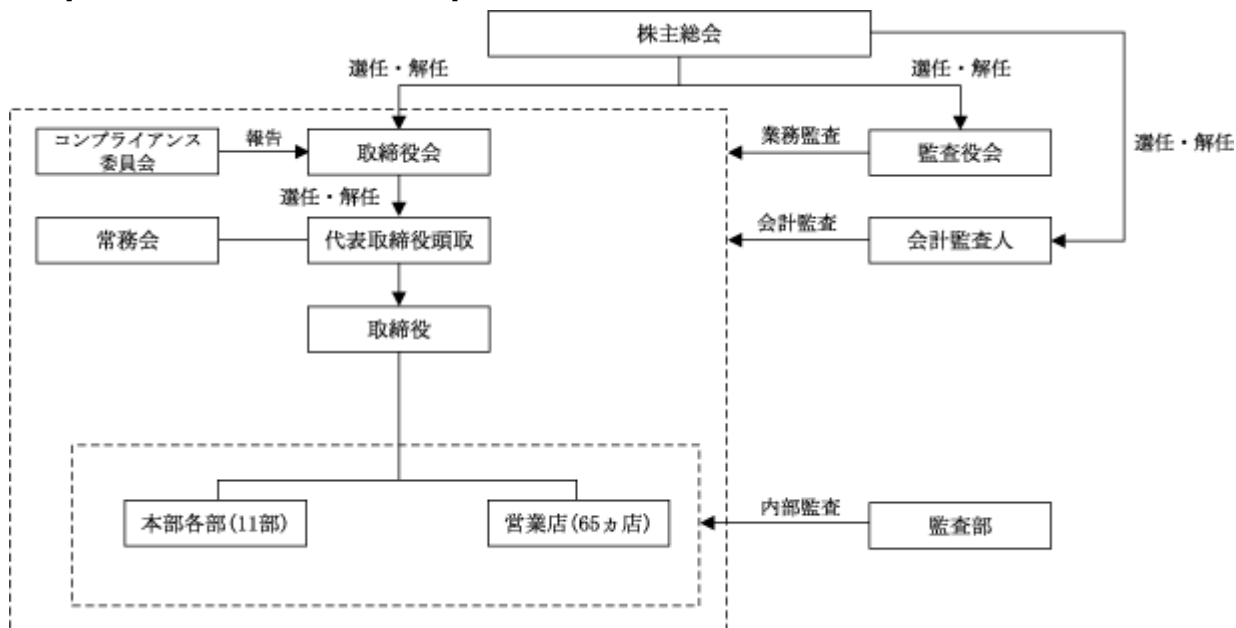 株主総会
選任・解任
選任・解任
選任・解任
コンプライアンス
委員会
報告
取締役会
業務監査
監査役会
選任・解任
常務会
代表取締役頭取
会計監査
会計監査人
取締役
本部各部(11部)
営業店(65ヵ店)
内部監査
監査部